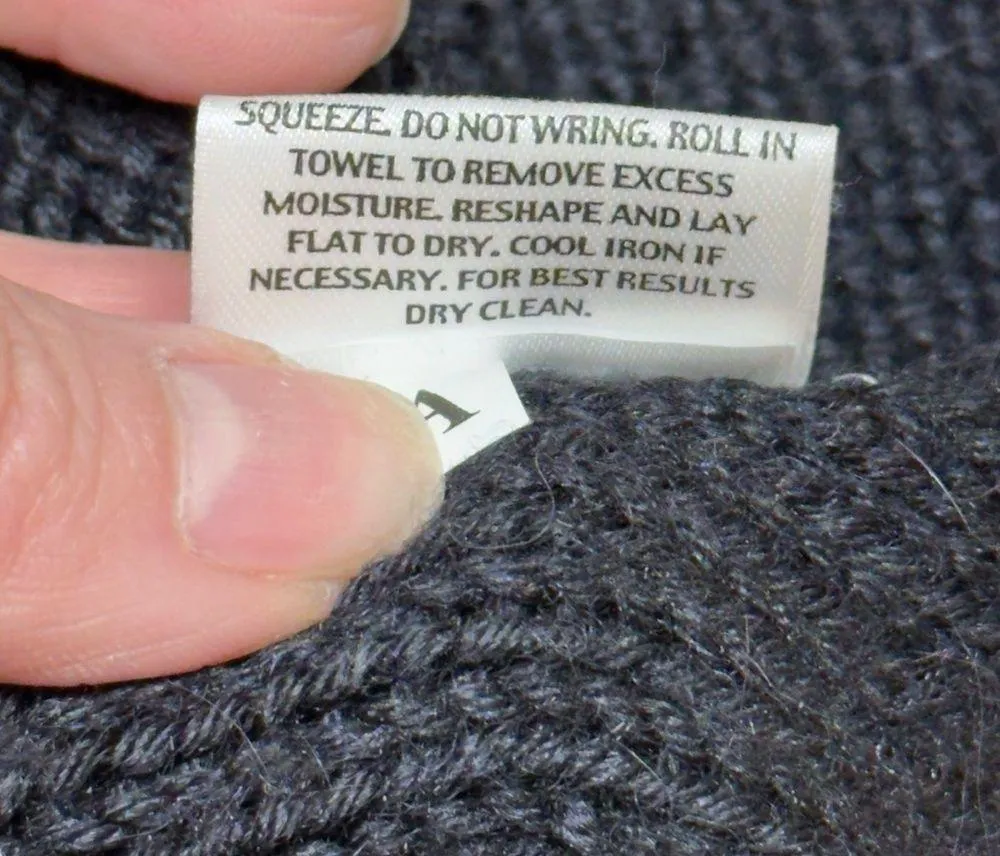 SQUEEZE. DO NOT WRING. ROLL IN
TOWEL TO REMOVE EXCESS
MOISTURE. RESHAPE AND LAY
FLAT TO DRY. COOL IRON IF
NECESSARY. FOR BEST RESULTS
DRY CLEAN.
A